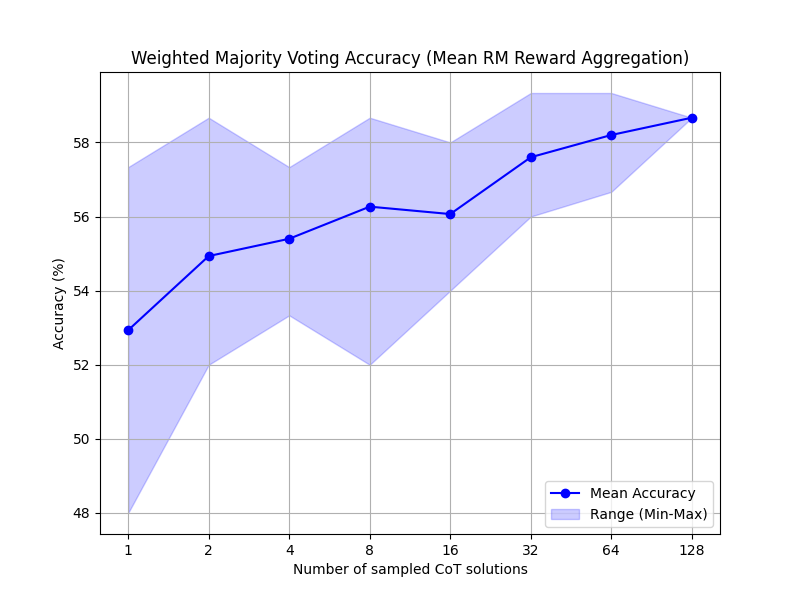 Weighted Majority Voting Accuracy (Mean RM Reward Aggregation)
Accuracy (%)
58
56
54
52
50
48
Mean Accuracy
Range (Min-Max)
1 2 4 8 16 32 64 128
Number of sampled CoT solutions